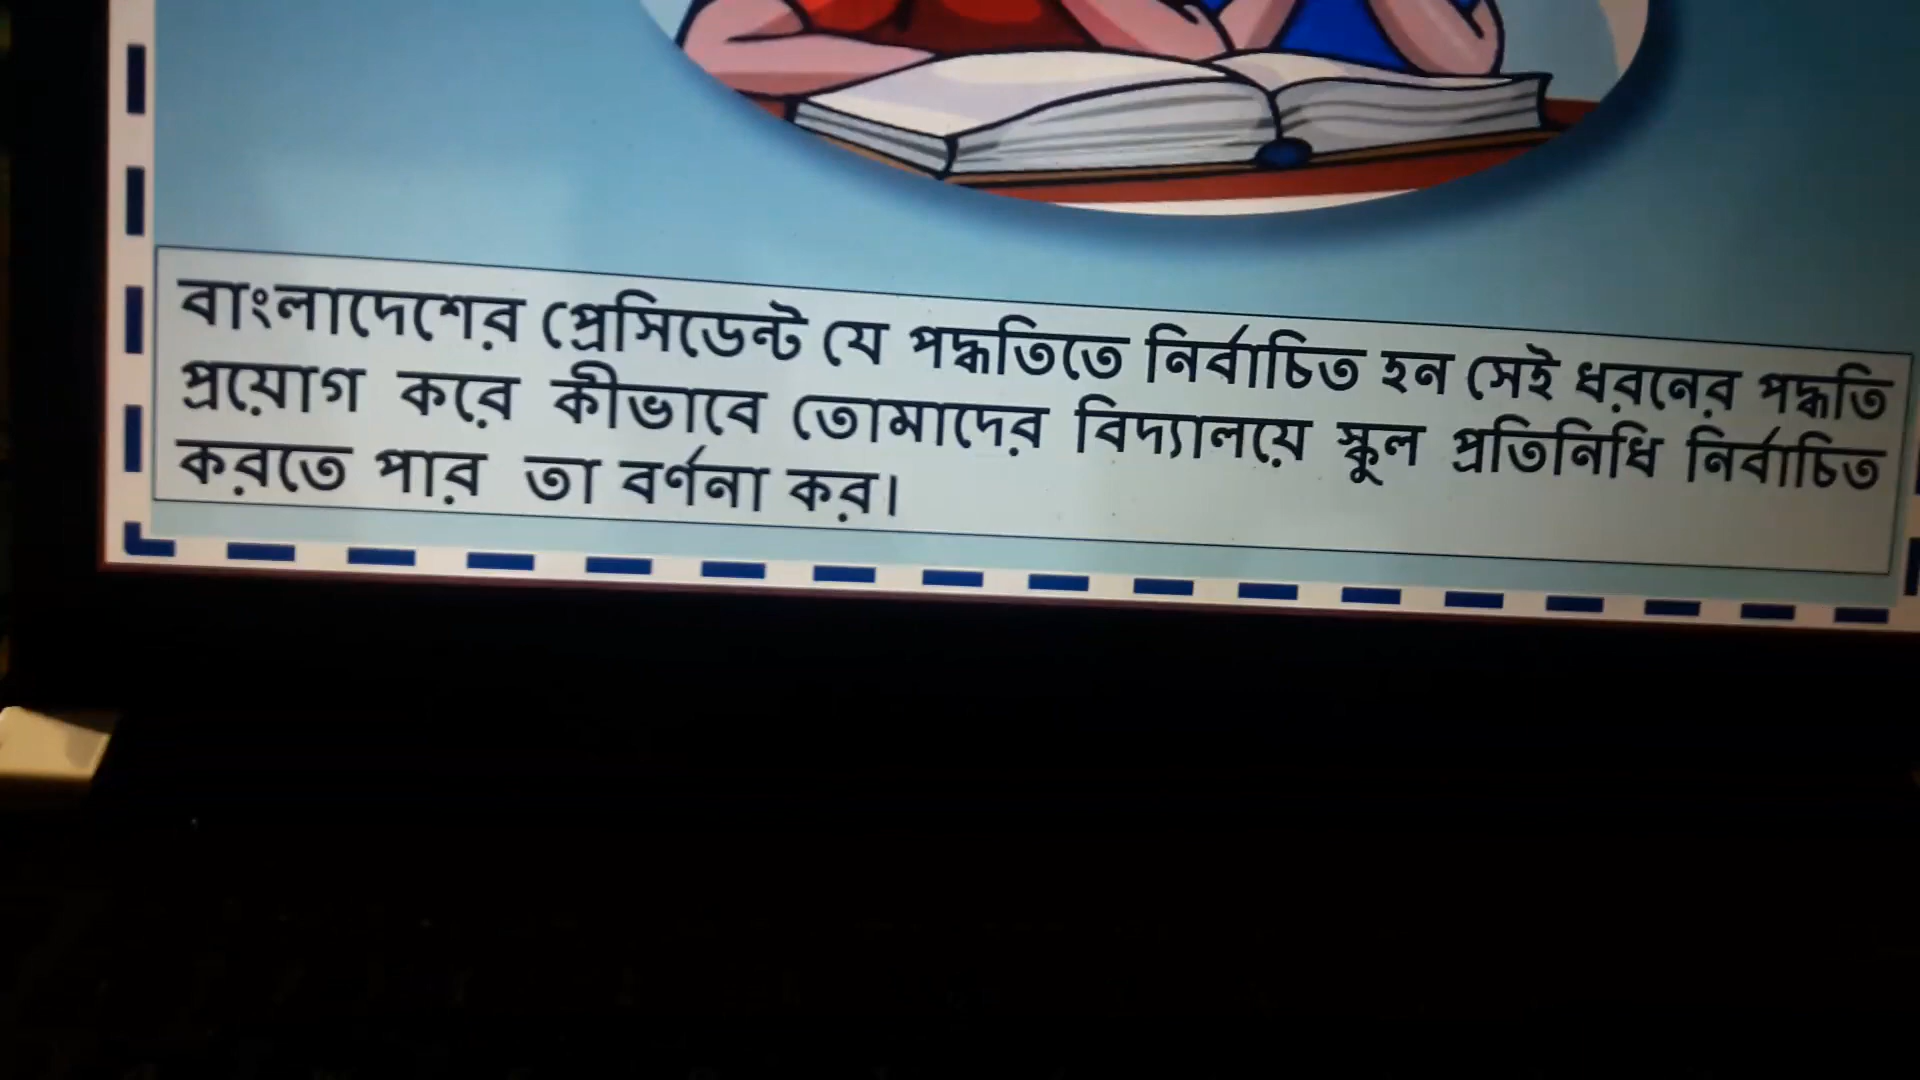 বাংলাদেশের প্রেসিডেন্ট যে পদ্ধতিতে নির্বাচিত হন সেই ধরনের পদ্ধতি
প্রয়োগ করে কীভাবে তোমাদের বিদ্যালয়ে স্কুল প্রতিনিধি নির্বাচিত
করতে পার তা বর্ণনা কর।